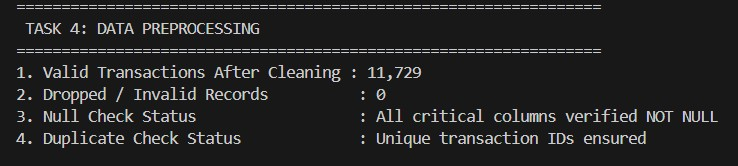 =================================================================
TASK 4: DATA PREPROCESSING
=================================================================
1. Valid Transactions After Cleaning : 11,729
2. Dropped / Invalid Records : 0
3. Null Check Status : All critical columns verified NOT NULL
4. Duplicate Check Status : Unique transaction IDs ensured